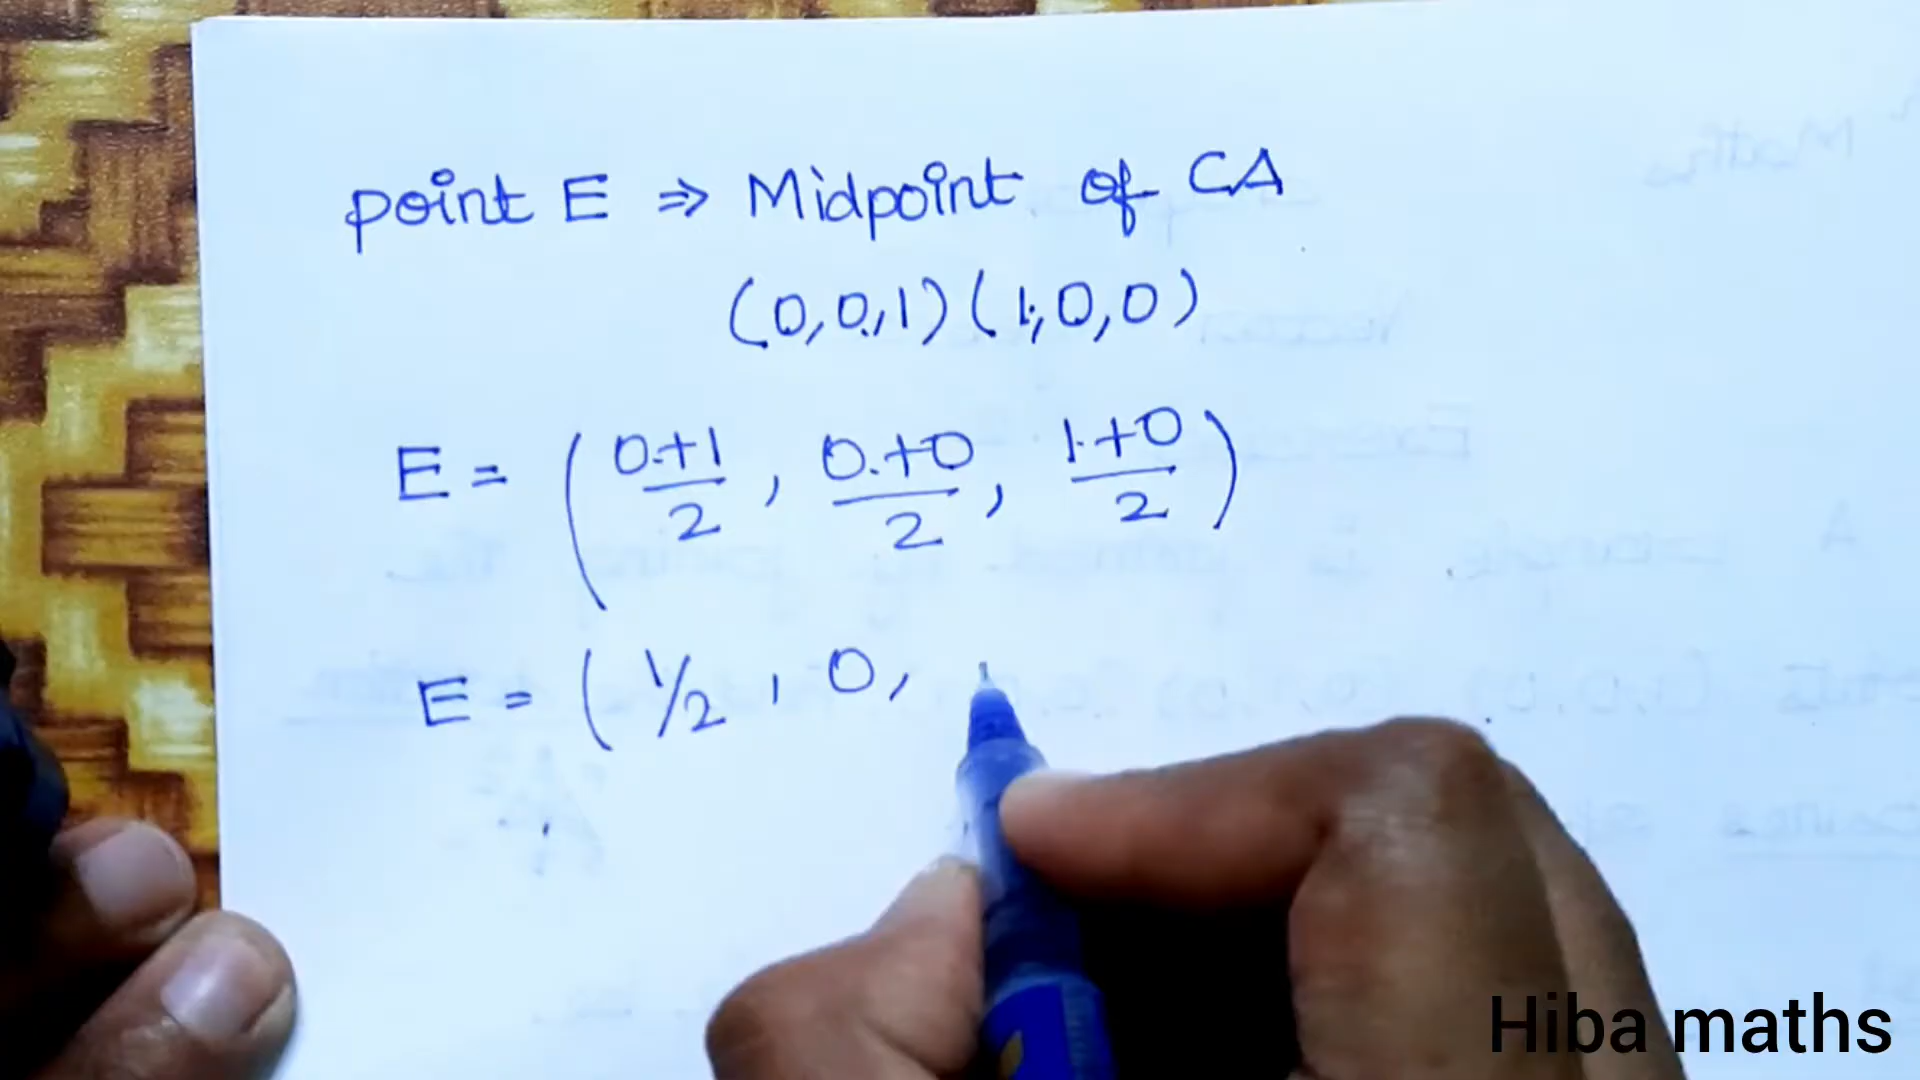 point E ⇒ Midpoint of CA
(0,0,1) (1,0,0)
E = (0+1/2, 0+0/2, 1+0/2)
E = (1/2, 0,
Hiba maths